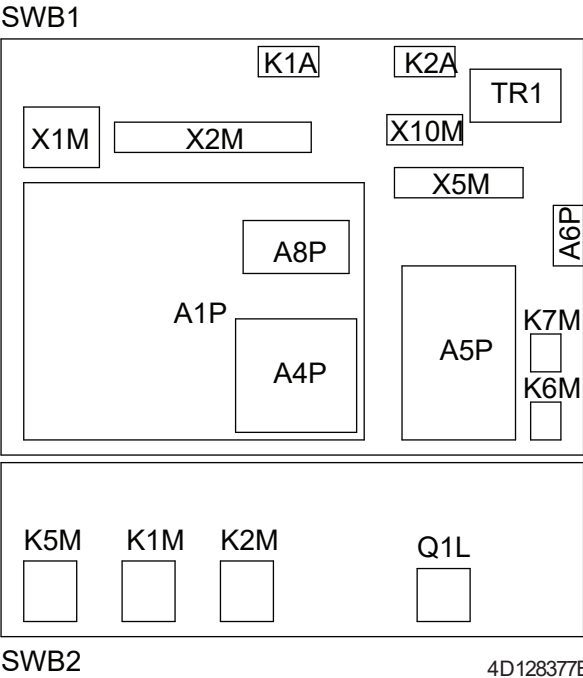 SWB1
K1A
K2A
TR1
X1M
X2M
X10M
X5M
A6P
A8P
A1P
K7M
A5P
A4P
K6M
K5M
K1M
K2M
Q1L
SWB2
4D128377E